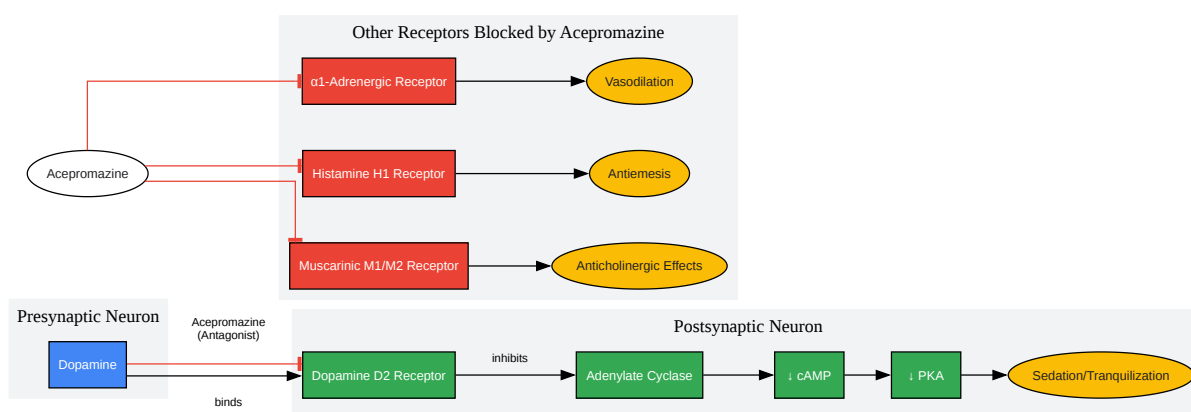 Other Receptors Blocked by Acepromazine
α1-Adrenergic Receptor
Vasodilation
Acepromazine
Histamine H1 Receptor
Antiemesis
Muscarinic M1/M2 Receptor
Anticholinergic Effects
Presynaptic Neuron
Acepromazine
(Antagonist)
Postsynaptic Neuron
Dopamine
binds
Dopamine D2 Receptor
inhibits
Adenylate Cyclase
↓ cAMP
↓ PKA
Sedation/Tranquilization